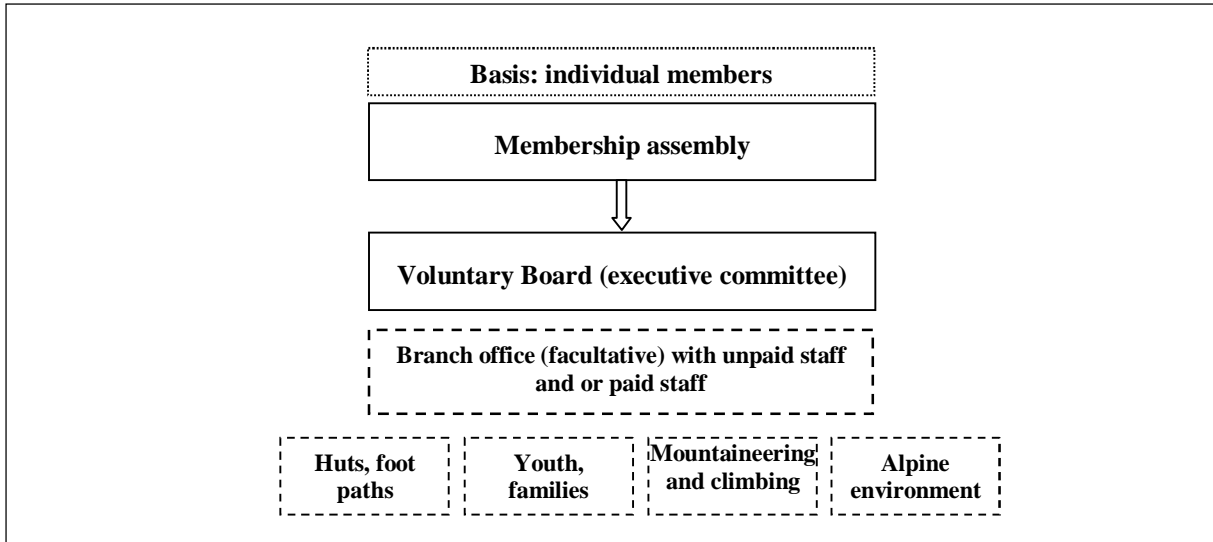 Basis: individual members
Membership assembly
Voluntary Board (executive committee)
Branch office (facultative) with unpaid staff
and or paid staff
Huts, foot
paths
Youth,
families
Mountaineering
and climbing
Alpine
environment